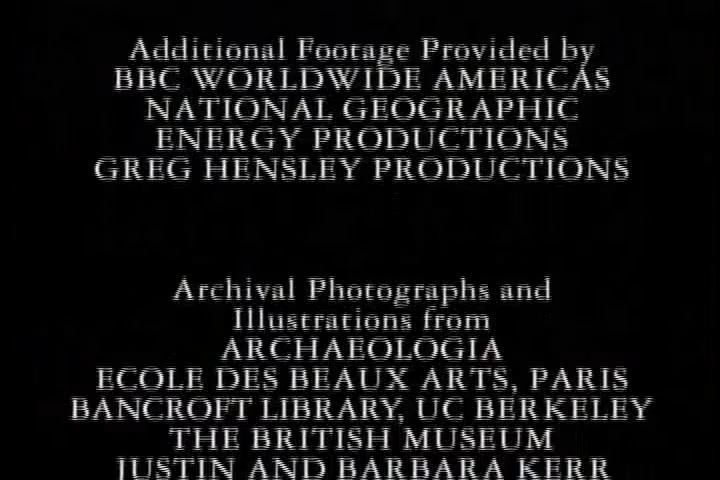 Additional Footage Provided by
BBC WORLDWIDE AMERICAS
NATIONAL GEOGRAPHIC
ENERGY PRODUCTIONS
GREG HENSLEY PRODUCTIONS
Archival Photographs and
Illustrations from
ARCHAEOLOGIA
ECOLE DES BEAUX ARTS, PARIS
BANCROFT LIBRARY, UC BERKELEY
THE BRITISH MUSEUM
JUSTIN AND BARBARA KERR